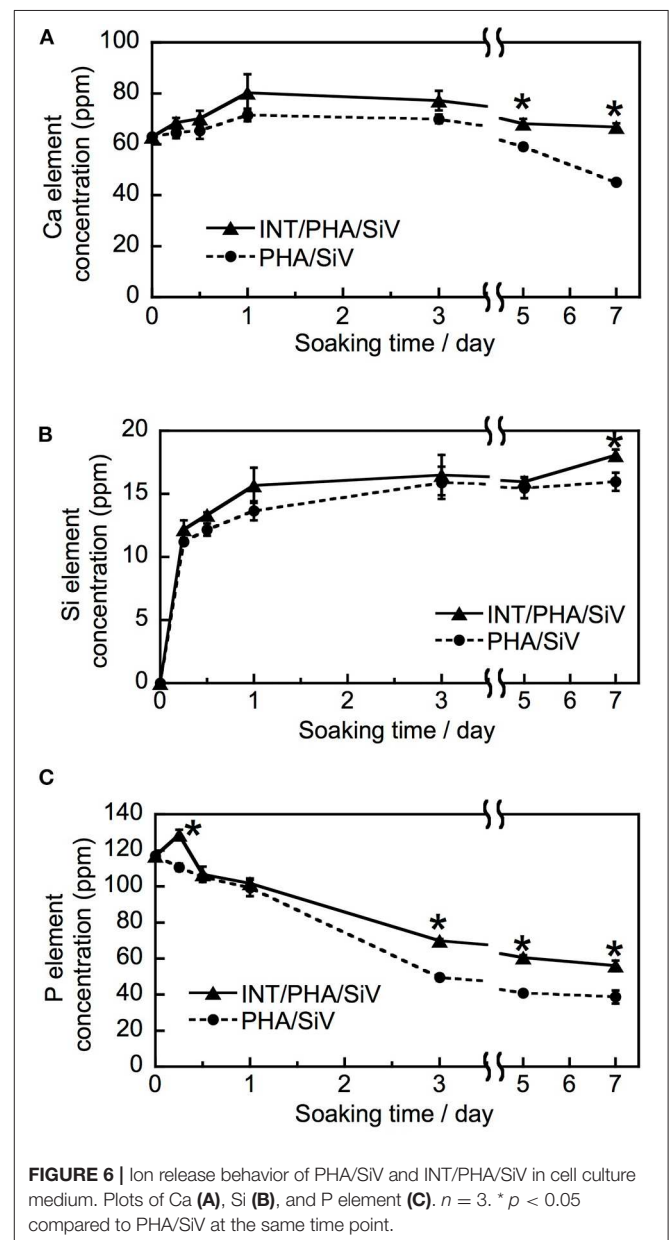 A
100
80
60
40
20
0
Ca element
concentration (ppm)
*
*
INT/PHA/SiV
PHA/SiV
0 1 2 3 5 6 7
Soaking time / day
B
20
15
10
5
0
Si element
concentration (ppm)
*
INT/PHA/SiV
PHA/SiV
0 1 2 3 5 6 7
Soaking time / day
C
140
120
100
80
60
40
20
0
P element
concentration (ppm)
*
*
*
*
INT/PHA/SiV
PHA/SiV
0 1 2 3 5 6 7
Soaking time / day
FIGURE 6 | Ion release behavior of PHA/SiV and INT/PHA/SiV in cell culture
medium. Plots of Ca (A), Si (B), and P element (C). n = 3. * p < 0.05
compared to PHA/SiV at the same time point.